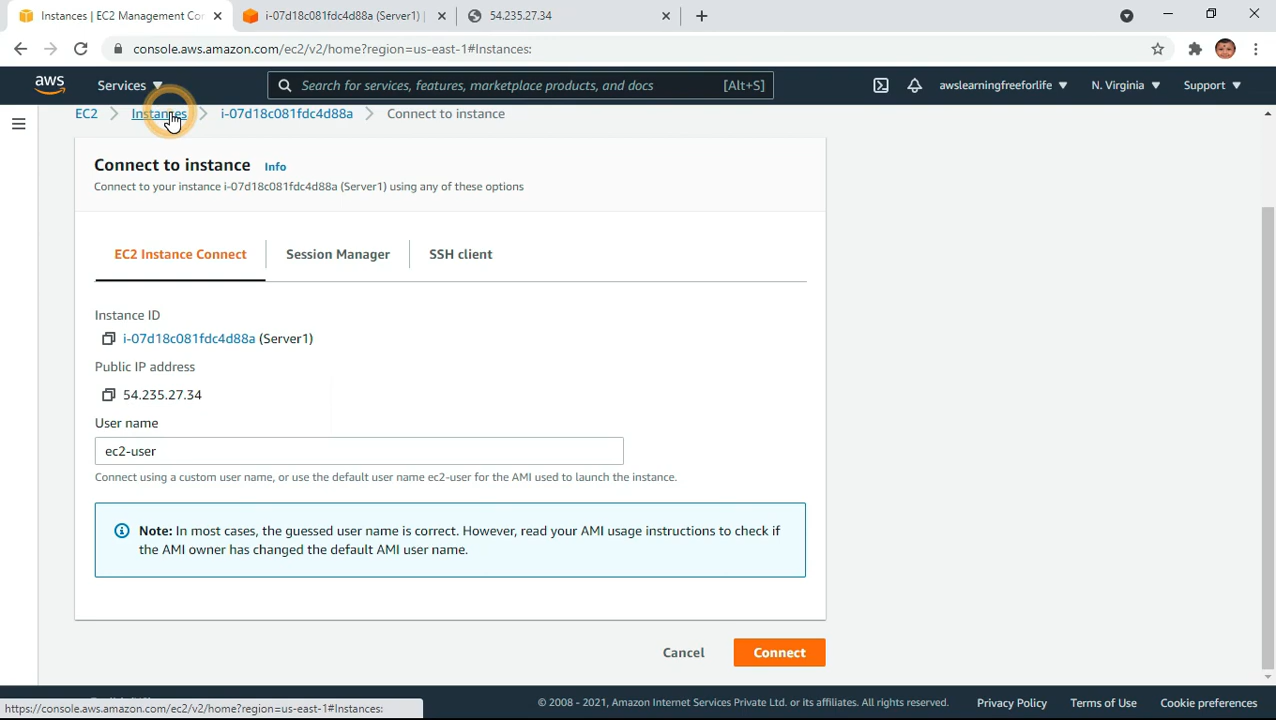 Instances | EC2 Management Cor
i-07d18c081fdc4d88a (Server1) |
54.235.27.34
console.aws.amazon.com/ec2/v2/home?region=us-east-1#Instances:
aws
Services
Search for services, features, marketplace products, and docs
[Alt+S]
awslearningfreeforlife
N. Virginia
Support
EC2
Instances
i-07d18c081fdc4d88a
Connect to instance
Connect to instance Info
Connect to your instance i-07d18c081fdc4d88a (Server1) using any of these options
EC2 Instance Connect
Session Manager
SSH client
Instance ID
i-07d18c081fdc4d88a (Server1)
Public IP address
54.235.27.34
User name
ec2-user
Connect using a custom user name, or use the default user name ec2-user for the AMI used to launch the instance.
Note: In most cases, the guessed user name is correct. However, read your AMI usage instructions to check if
the AMI owner has changed the default AMI user name.
Cancel
Connect
https://console.aws.amazon.com/ec2/v2/home?region=us-east-1#Instances:
© 2008 - 2021, Amazon Internet Services Private Ltd. or its affiliates. All rights reserved.
Privacy Policy
Terms of Use
Cookie preferences